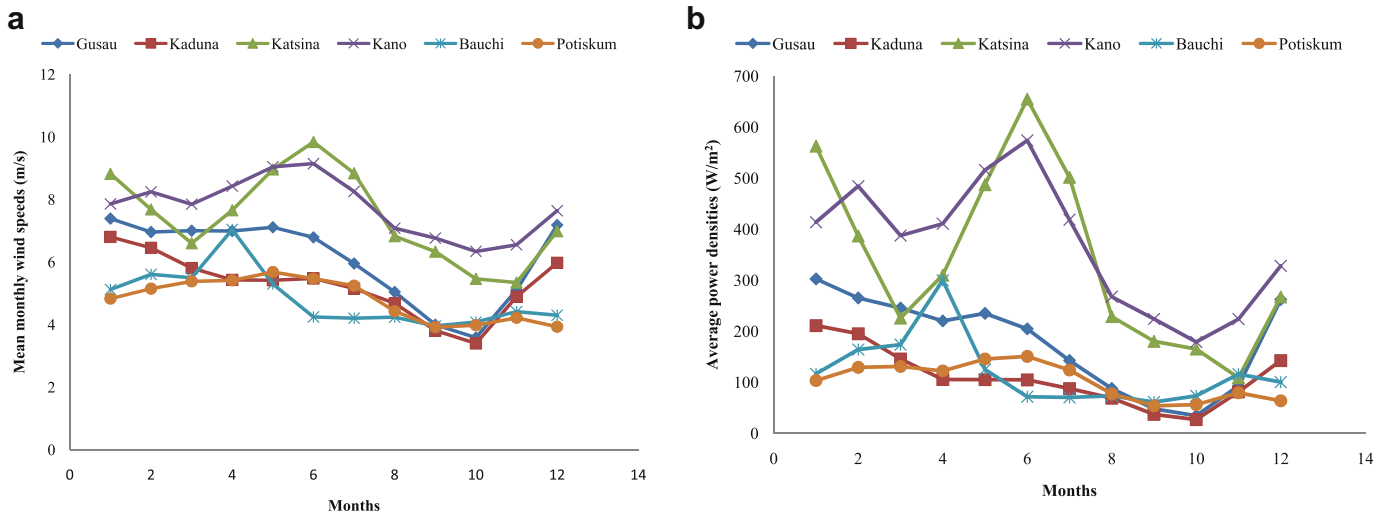 a
Gusau Kaduna Katsina Kano Bauchi Potiskum
12
10
8
6
4
2
0
Mean monthly wind speeds (m/s)
0 2 4 6 8 10 12 14
Months
b
Gusau Kaduna Katsina Kano Bauchi Potiskum
700
600
500
400
300
200
100
0
Average power densities (W/m²)
0 2 4 6 8 10 12 14
Months